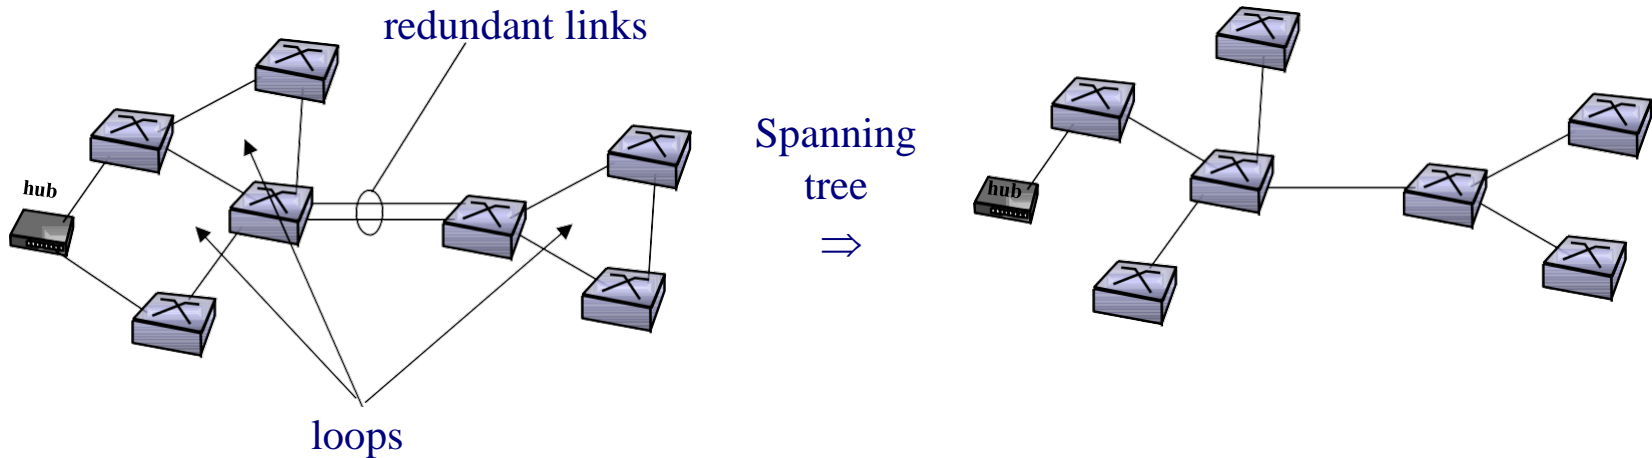 redundant links
hub
loops
Spanning
tree
⇒
hub